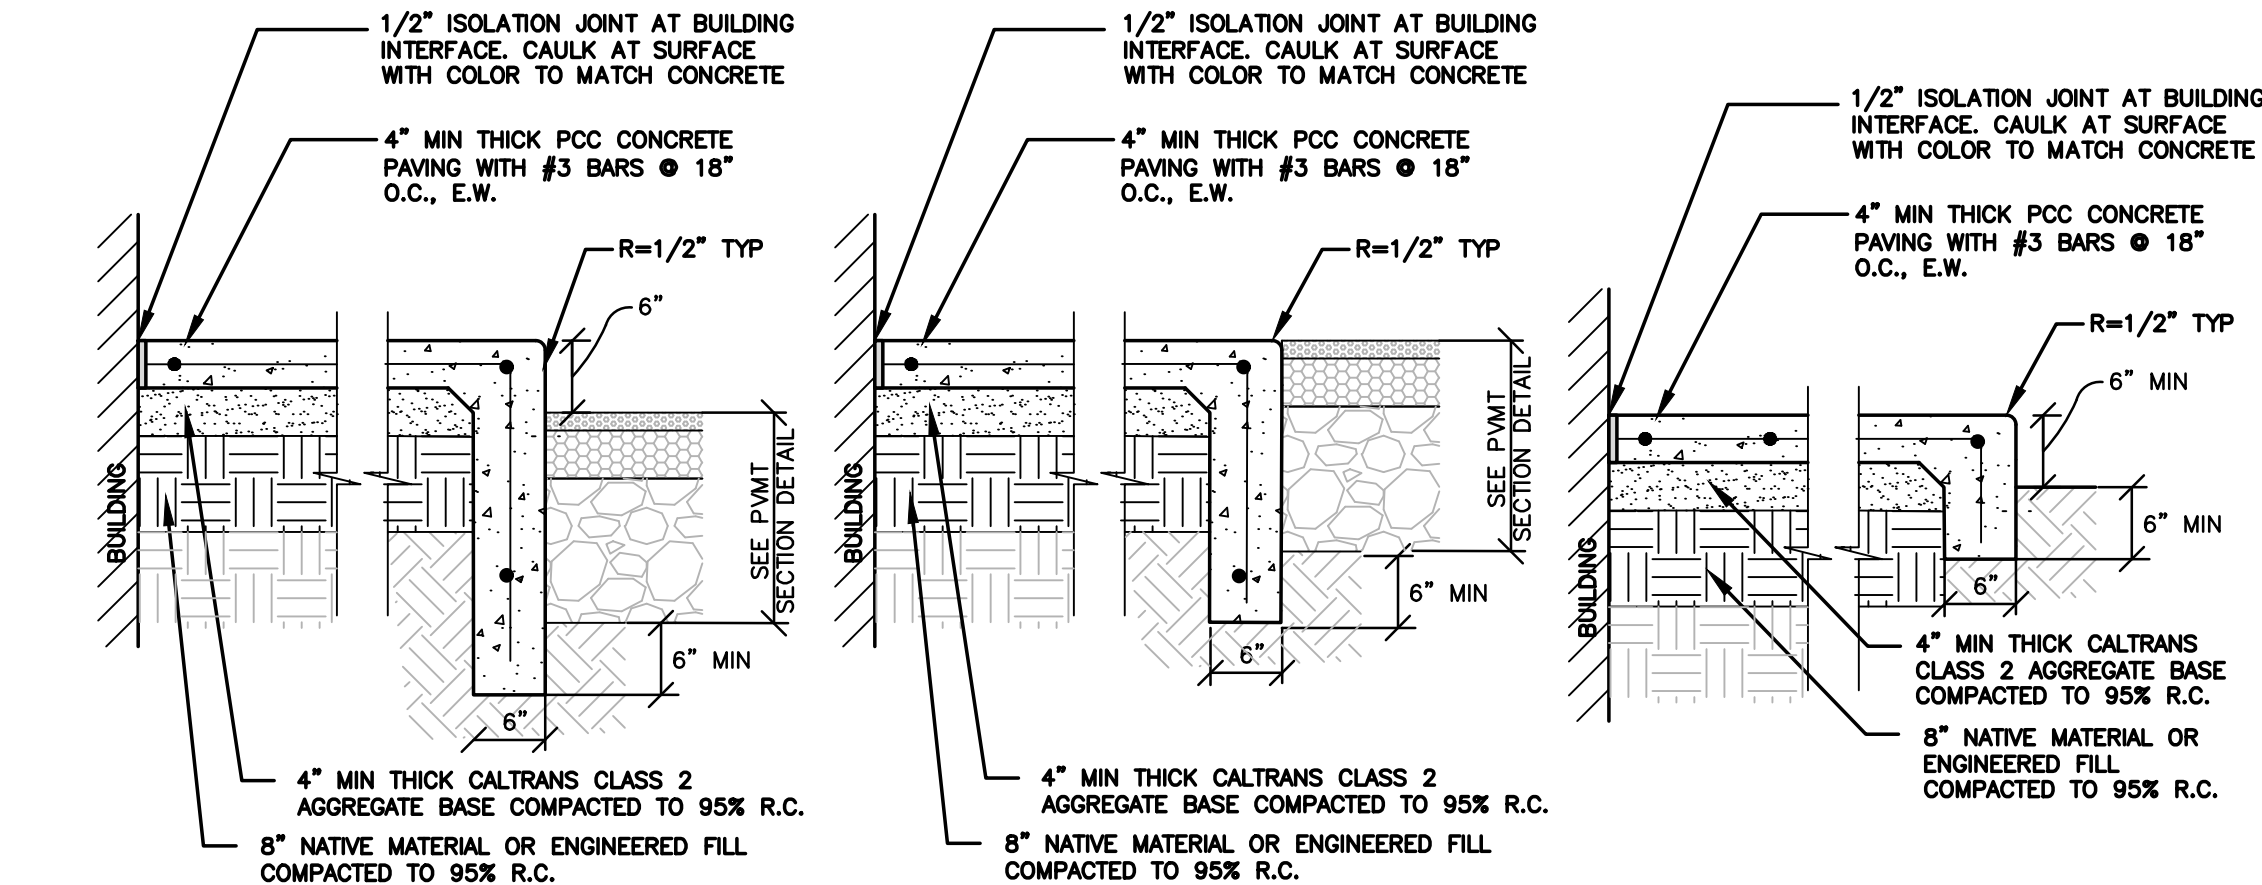 1/2" ISOLATION JOINT AT BUILDING
INTERFACE. CAULK AT SURFACE
WITH COLOR TO MATCH CONCRETE
4" MIN THICK PCC CONCRETE
PAVING WITH #3 BARS @ 18"
O.C., E.W.
R=1/2" TYP
6"
BUILDING
SEE PVMT
SECTION DETAIL
6" MIN
6"
4" MIN THICK CALTRANS CLASS 2
AGGREGATE BASE COMPACTED TO 95% R.C.
8" NATIVE MATERIAL OR ENGINEERED FILL
COMPACTED TO 95% R.C.
1/2" ISOLATION JOINT AT BUILDING
INTERFACE. CAULK AT SURFACE
WITH COLOR TO MATCH CONCRETE
4" MIN THICK PCC CONCRETE
PAVING WITH #3 BARS @ 18"
O.C., E.W.
R=1/2" TYP
BUILDING
SEE PVMT
SECTION DETAIL
6" MIN
6"
4" MIN THICK CALTRANS CLASS 2
AGGREGATE BASE COMPACTED TO 95% R.C.
8" NATIVE MATERIAL OR ENGINEERED FILL
COMPACTED TO 95% R.C.
1/2" ISOLATION JOINT AT BUILDING
INTERFACE. CAULK AT SURFACE
WITH COLOR TO MATCH CONCRETE
4" MIN THICK PCC CONCRETE
PAVING WITH #3 BARS @ 18"
O.C., E.W.
R=1/2" TYP
6" MIN
BUILDING
6" MIN
6"
4" MIN THICK CALTRANS
CLASS 2 AGGREGATE BASE
COMPACTED TO 95% R.C.
8" NATIVE MATERIAL OR
ENGINEERED FILL
COMPACTED TO 95% R.C.